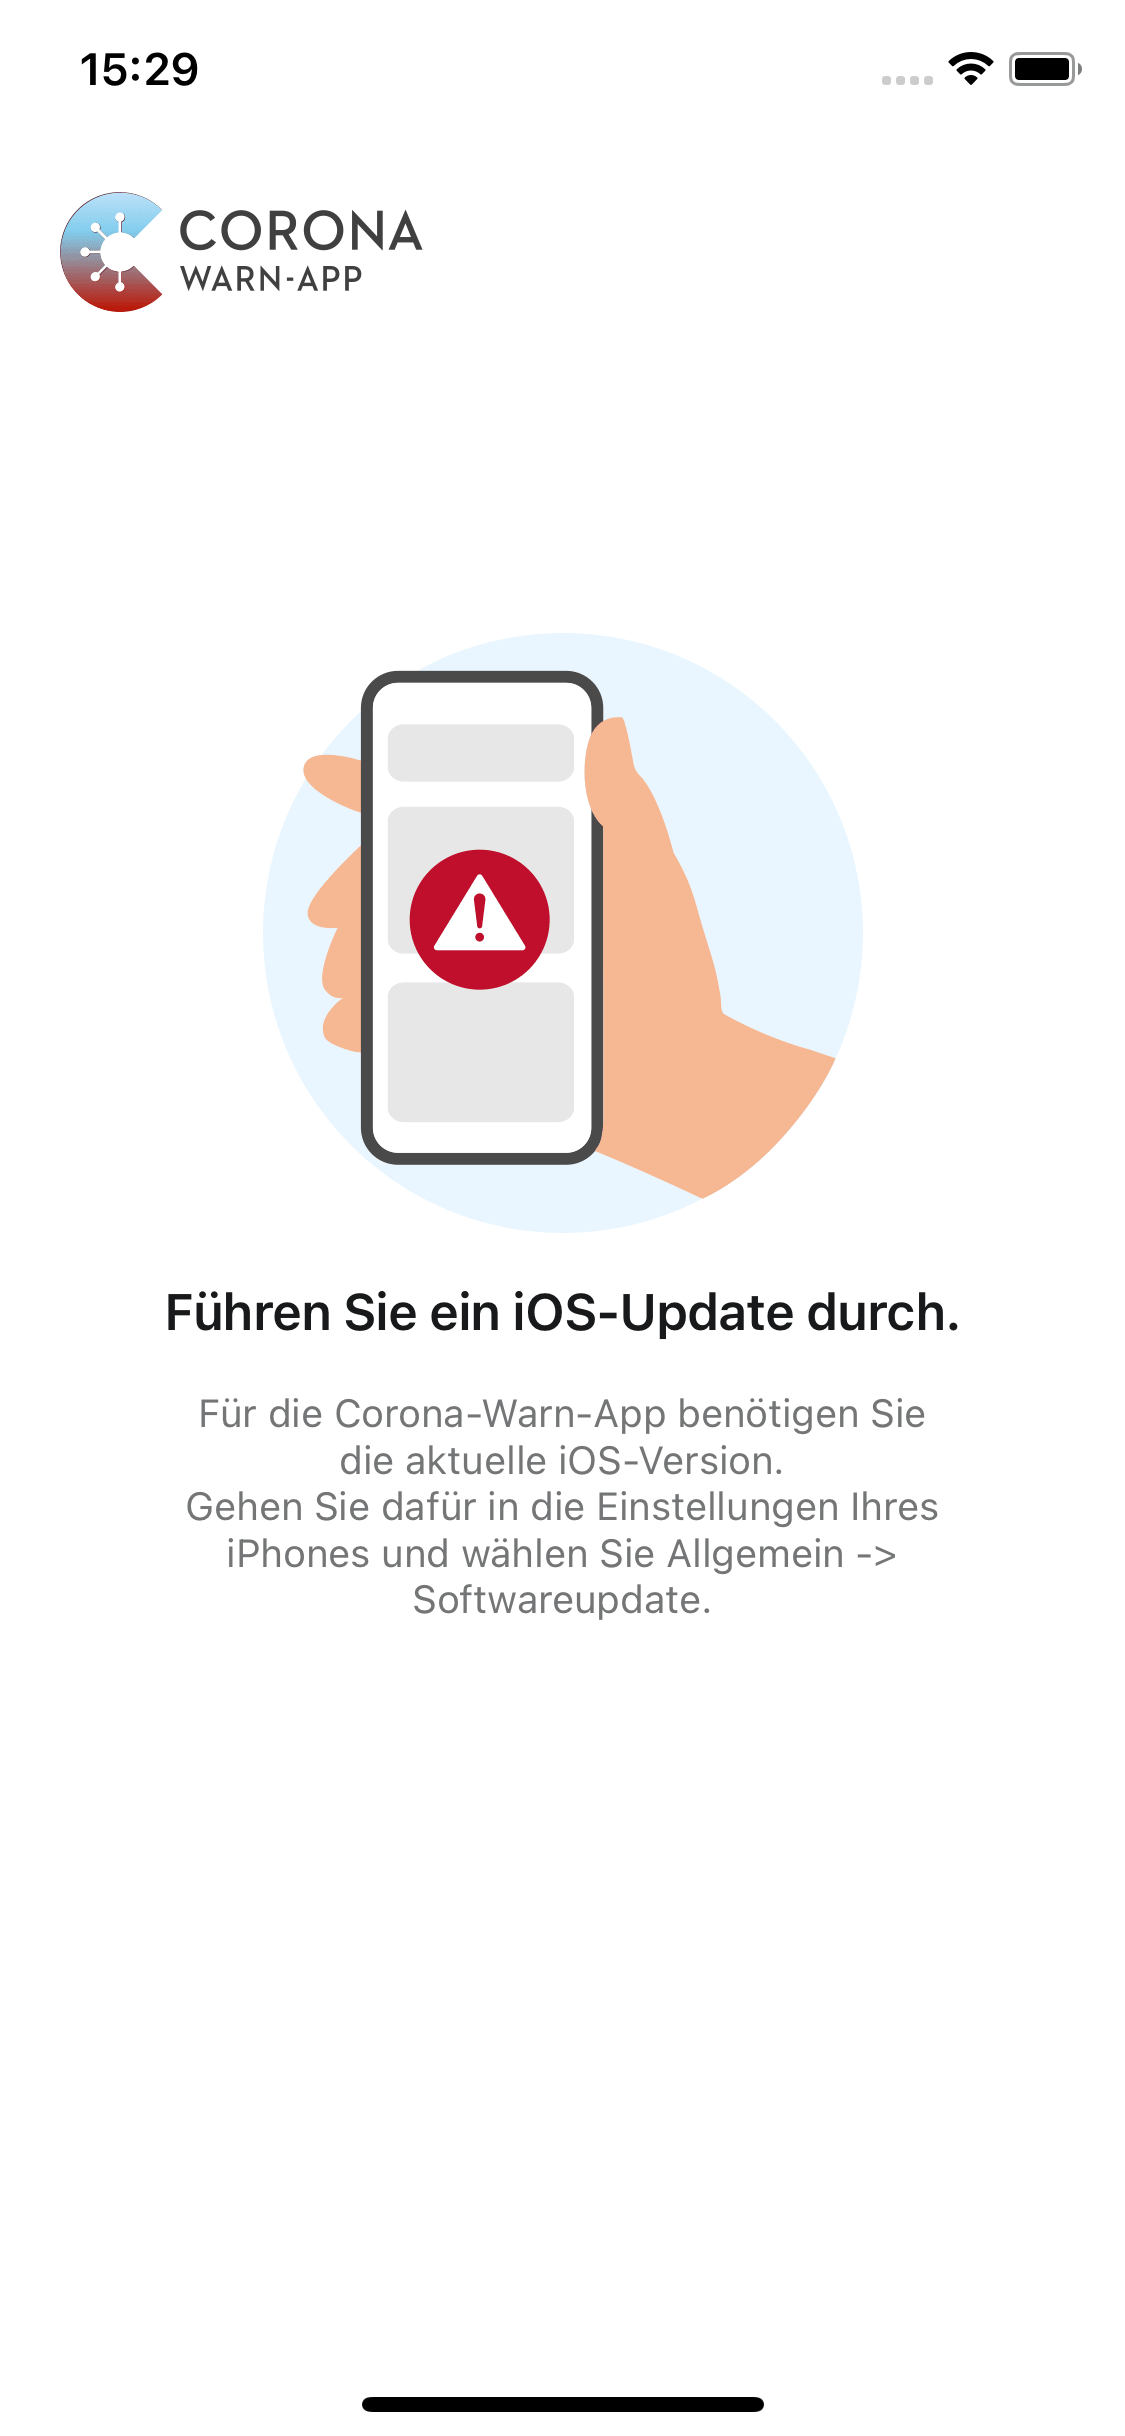 15:29
CORONA
WARN-APP
Führen Sie ein iOS-Update durch.
Für die Corona-Warn-App benötigen Sie
die aktuelle iOS-Version.
Gehen Sie dafür in die Einstellungen Ihres
iPhones und wählen Sie Allgemein ->
Softwareupdate.